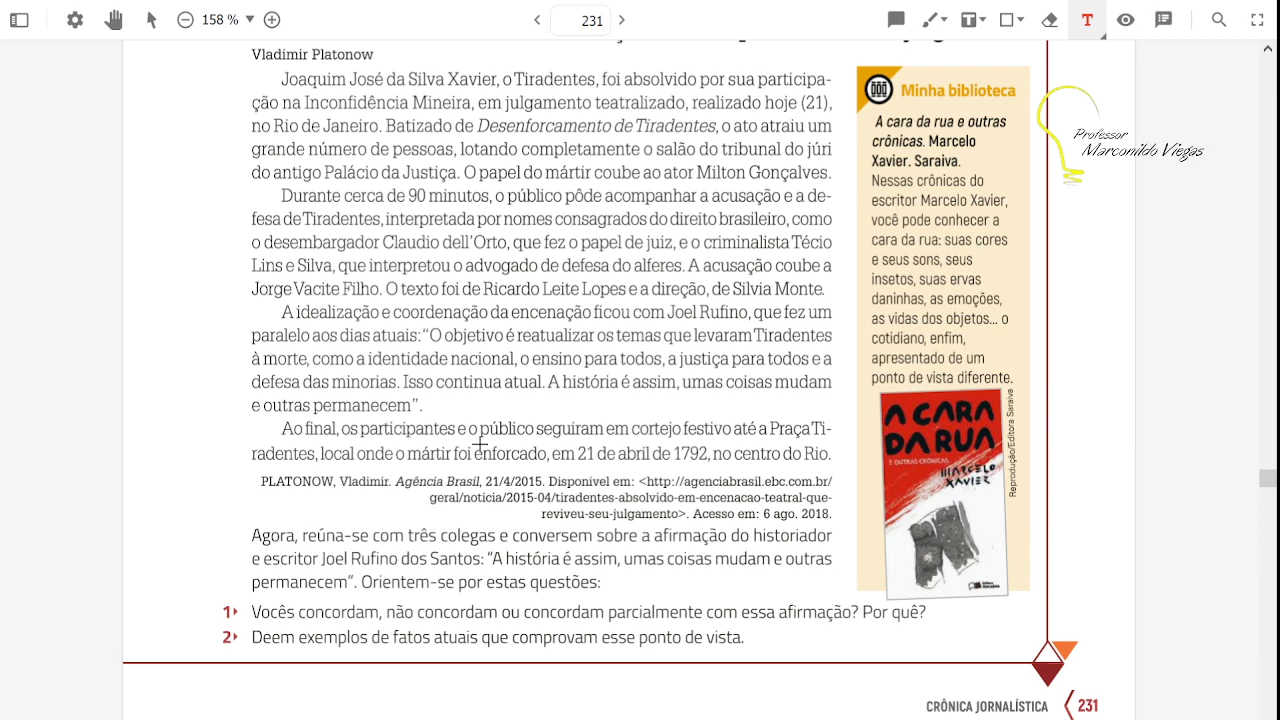 158 %
231
Vladimir Platonow
Joaquim José da Silva Xavier, o Tiradentes, foi absolvido por sua participa-
ção na Inconfidência Mineira, em julgamento teatralizado, realizado hoje (21),
no Rio de Janeiro. Batizado de Desenforcamento de Tiradentes, o ato atraiu um
grande número de pessoas, lotando completamente o salão do tribunal do júri
do antigo Palácio da Justiça. O papel do mártir coube ao ator Milton Gonçalves.
Durante cerca de 90 minutos, o público pôde acompanhar a acusação e a de-
fesa de Tiradentes, interpretada por nomes consagrados do direito brasileiro, como
o desembargador Claudio dell'Orto, que fez o papel de juiz, e o criminalista Técio
Lins e Silva, que interpretou o advogado de defesa do alferes. A acusação coube a
Jorge Vacite Filho. O texto foi de Ricardo Leite Lopes e a direção, de Silvia Monte.
A idealização e coordenação da encenação ficou com Joel Rufino, que fez um
paralelo aos dias atuais: “O objetivo é reatualizar os temas que levaram Tiradentes
à morte, como a identidade nacional, o ensino para todos, a justiça para todos e a
defesa das minorias. Isso continua atual. A história é assim, umas coisas mudam
e outras permanecem”.
Ao final, os participantes e o público seguiram em cortejo festivo até a Praça Ti-
radentes, local onde o mártir foi enforcado, em 21 de abril de 1792, no centro do Rio.
PLATONOW, Vladimir. Agência Brasil, 21/4/2015. Disponível em: <http://agenciabrasil.ebc.com.br/
geral/noticia/2015-04/tiradentes-absolvido-em-encenacao-teatral-que-
reviveu-seu-julgamento>. Acesso em: 6 ago. 2018.
Agora, reúna-se com três colegas e conversem sobre a afirmação do historiador
e escritor Joel Rufino dos Santos: “A história é assim, umas coisas mudam e outras
permanecem”. Orientem-se por estas questões:
1 Vocês concordam, não concordam ou concordam parcialmente com essa afirmação? Por quê?
2 Deem exemplos de fatos atuais que comprovam esse ponto de vista.
Minha biblioteca
A cara da rua e outras
crônicas. Marcelo
Xavier. Saraiva.
Nessas crônicas do
escritor Marcelo Xavier,
você pode conhecer a
cara da rua: suas cores
e seus sons, seus
insetos, suas ervas
daninhas, as emoções,
as vidas dos objetos... o
cotidiano, enfim,
apresentado de um
ponto de vista diferente.
A CARA
DA RUA
E OUTRAS CRÔNICAS
MARCELO
XAVIER
Reprodução/Editora Saraiva
Professor
Marconildo Viegas
CRÔNICA JORNALÍSTICA 231